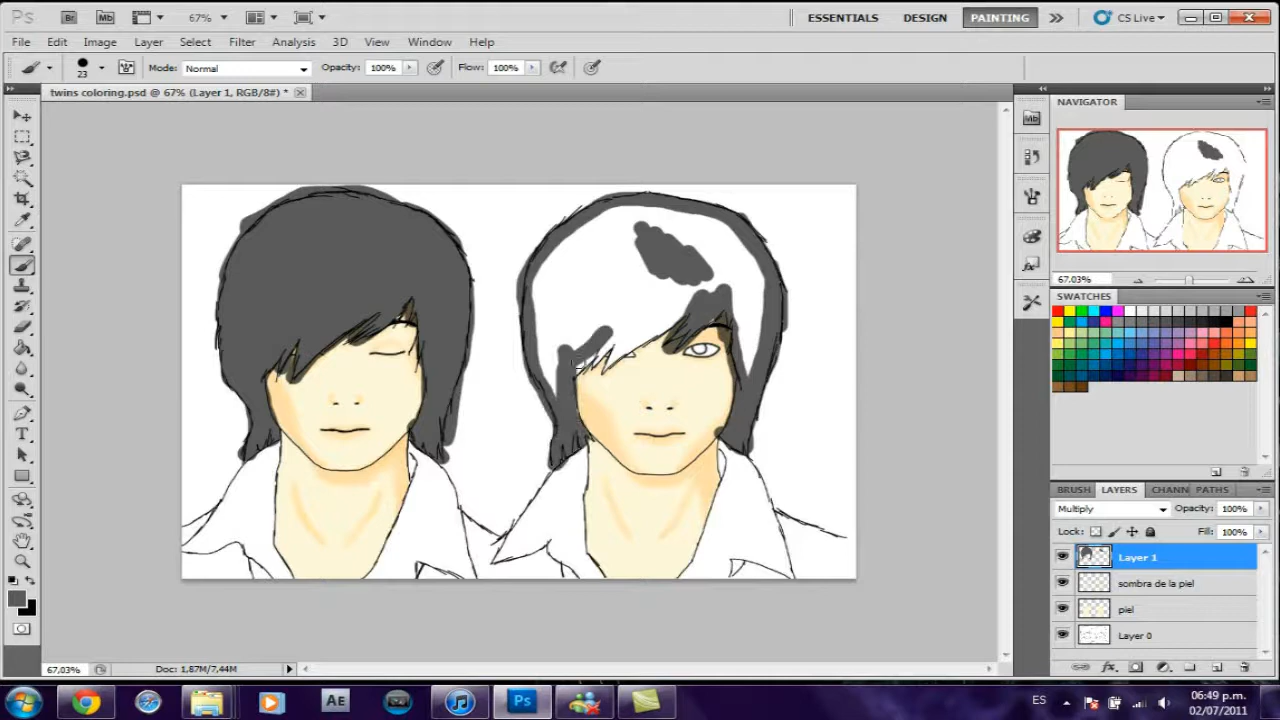 Ps Br Mb 67% ESSENTIALS DESIGN PAINTING CS Live
File Edit Image Layer Select Filter Analysis 3D View Window Help
23 Mode: Normal Opacity: 100% Flow: 100%
twins coloring.psd @ 67% (Layer 1, RGB/8#) *
NAVIGATOR
Mb
67.03%
SWATCHES
BRUSH LAYERS CHANN PATHS
Multiply Opacity: 100%
Lock: Fill: 100%
Layer 1
sombra de la piel
piel
Layer 0
67,03% Doc: 1,87M/7,44M
AE Ps ES 06:49 p.m.
02/07/2011